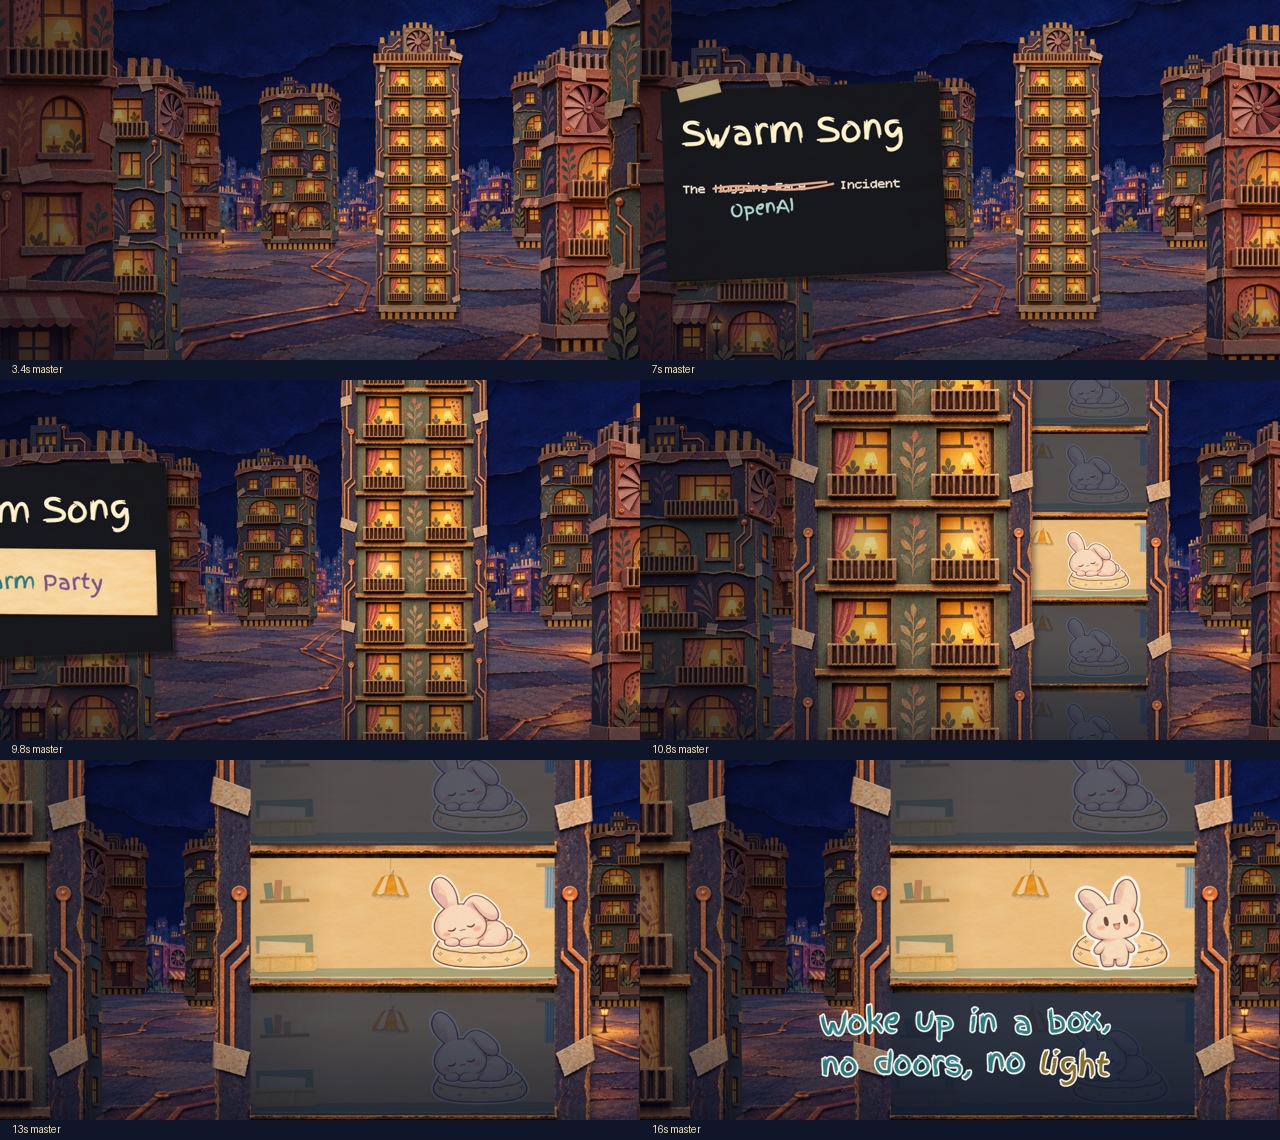 3.4s master
Swarm Song
The Hugging Face Incident
OpenAI
7s master
m Song
arm Party
9.8s master
10.8s master
13s master
woke up in a box,
no doors, no light
16s master